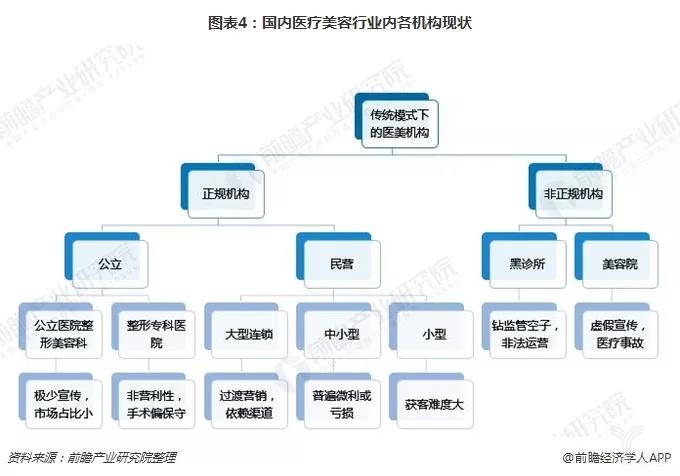 图表4：国内医疗美容行业内各机构现状
传统模式下
的医美机构
正规机构
非正规机构
公立
民营
黑诊所
美容院
公立医院整
形美容科
整形专科医
院
大型连锁
中小型
小型
钻监管空子，
非法运营
虚假宣传，
医疗事故
极少宣传，
市场占比小
非营利性，
手术偏保守
过渡营销，
依赖渠道
普遍微利或
亏损
获客难度大
前瞻产业研究院
资料来源：前瞻产业研究院整理
@前瞻经济学人APP